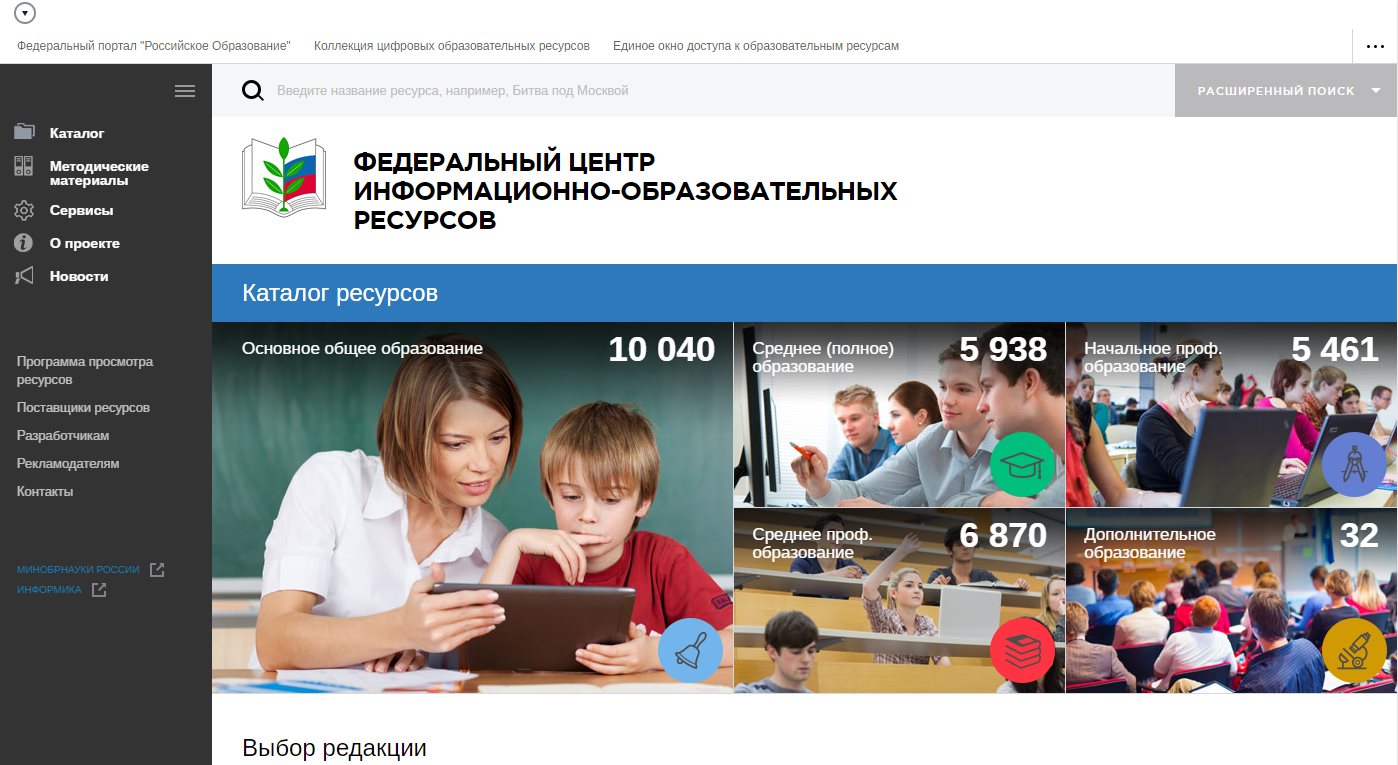 Федеральный портал "Российское Образование"
Коллекция цифровых образовательных ресурсов
Единое окно доступа к образовательным ресурсам
Введите название ресурса, например, Битва под Москвой
РАСШИРЕННЫЙ ПОИСК
Каталог
Методические
материалы
Сервисы
О проекте
Новости
Программа просмотра
ресурсов
Поставщики ресурсов
Разработчикам
Рекламодателям
Контакты
МИНОБРНАУКИ РОССИИ
ИНФОРМИКА
ФЕДЕРАЛЬНЫЙ ЦЕНТР
ИНФОРМАЦИОННО-ОБРАЗОВАТЕЛЬНЫХ
РЕСУРСОВ
Каталог ресурсов
Основное общее образование
10 040
Среднее (полное)
образование
5 938
Начальное проф.
образование
5 461
Среднее проф.
образование
6 870
Дополнительное
образование
32
Выбор редакции